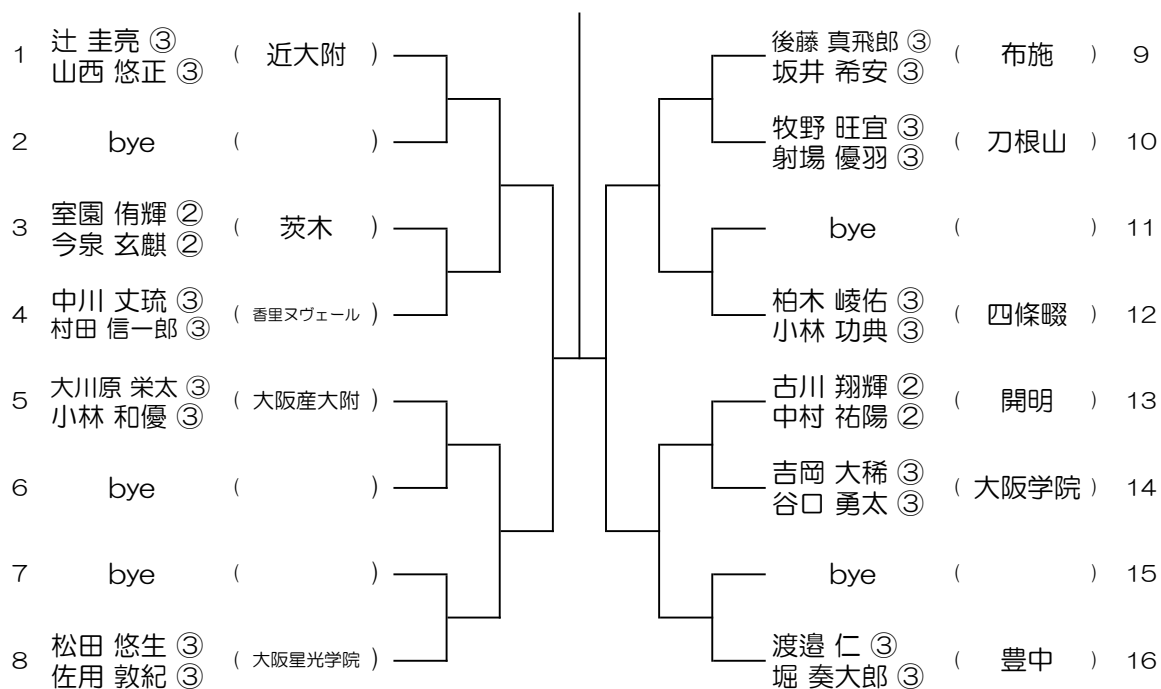 1 辻 圭亮 ③ ( 近大附 )
山西 悠正 ③
2 bye ( )
3 室園 侑輝 ② ( 茨木 )
今泉 玄麒 ②
4 中川 丈琉 ③ ( 香里ヌヴェール )
村田 信一郎 ③
5 大川原 栄太 ③ ( 大阪産大附 )
小林 和優 ③
6 bye ( )
7 bye ( )
8 松田 悠生 ③ ( 大阪星光学院 )
佐用 敦紀 ③
後藤 真飛郎 ③ ( 布施 ) 9
坂井 希安 ③
牧野 旺宜 ③ ( 刀根山 ) 10
射場 優羽 ③
bye ( ) 11
柏木 崚佑 ③ ( 四條畷 ) 12
小林 功典 ③
古川 翔輝 ② ( 開明 ) 13
中村 祐陽 ②
吉岡 大稀 ③ ( 大阪学院 ) 14
谷口 勇太 ③
bye ( ) 15
渡邉 仁 ③ ( 豊中 ) 16
堀 奏大郎 ③